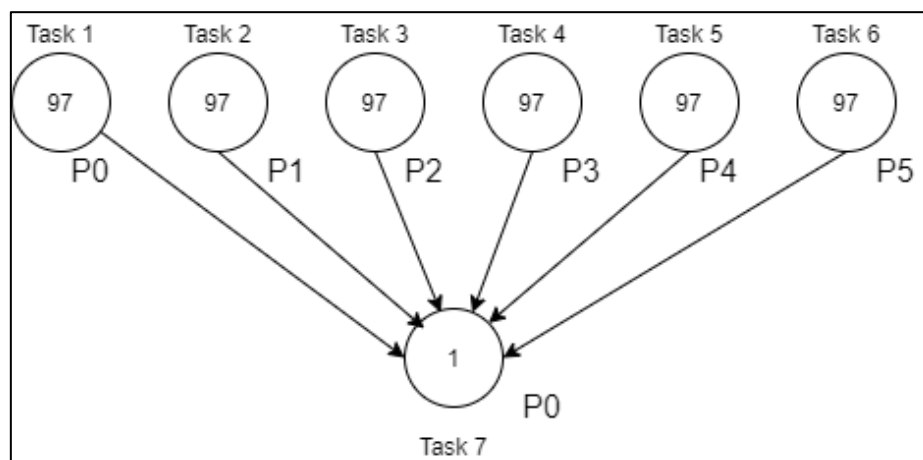 Task 1 Task 2 Task 3 Task 4 Task 5 Task 6
97 97 97 97 97 97
P0 P1 P2 P3 P4 P5
1
P0
Task 7